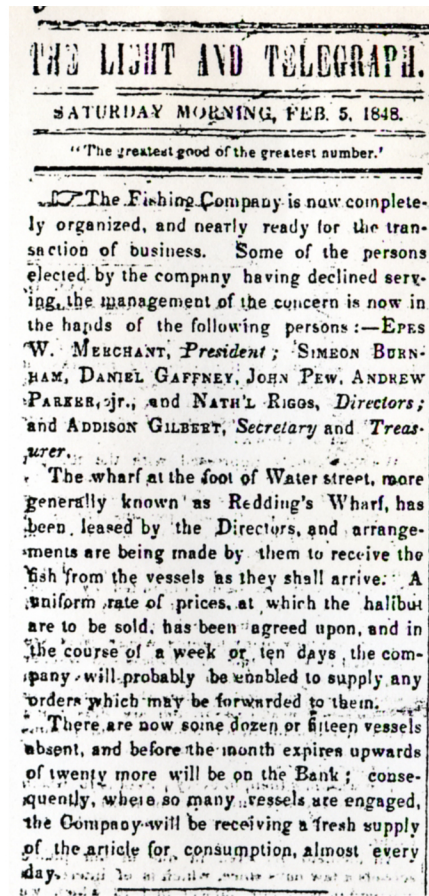 THE LIGHT AND TELEGRAPH.
SATURDAY MORNING, FEB. 5, 1848.
"The greatest good of the greatest number.'
☞The Fishing Company is now complete-
ly organized, and nearly ready for the tran-
saction of business. Some of the persons
elected by the company having declined serv-
ing, the management of the concern is now in
the hands of the following persons:—EPES
W. MERCHANT, President; SIMEON BURN-
HAM, DANIEL GAFFNEY, JOHN PEW, ANDREW
PARKER, jr., and NATH'L RIGGS, Directors;
and ADDISON GILBERT, Secretary and Treas-
urer.
The wharf at the foot of Water street, more
generally known as Redding's Wharf, has
been leased by the Directors, and arrange-
ments are being made by them to receive the
fish from the vessels as they shall arrive. A
uniform rate of prices, at which the halibut
are to be sold, has been agreed upon, and in
the course of a week or ten days the com-
pany will probably be enabled to supply any
orders which may be forwarded to them.
There are now some dozen or fifteen vessels
absent, and before the month expires upwards
of twenty more will be on the Bank; conse-
quently, where so many vessels are engaged,
the Company will be receiving a fresh supply
of the article for consumption, almost every
day.